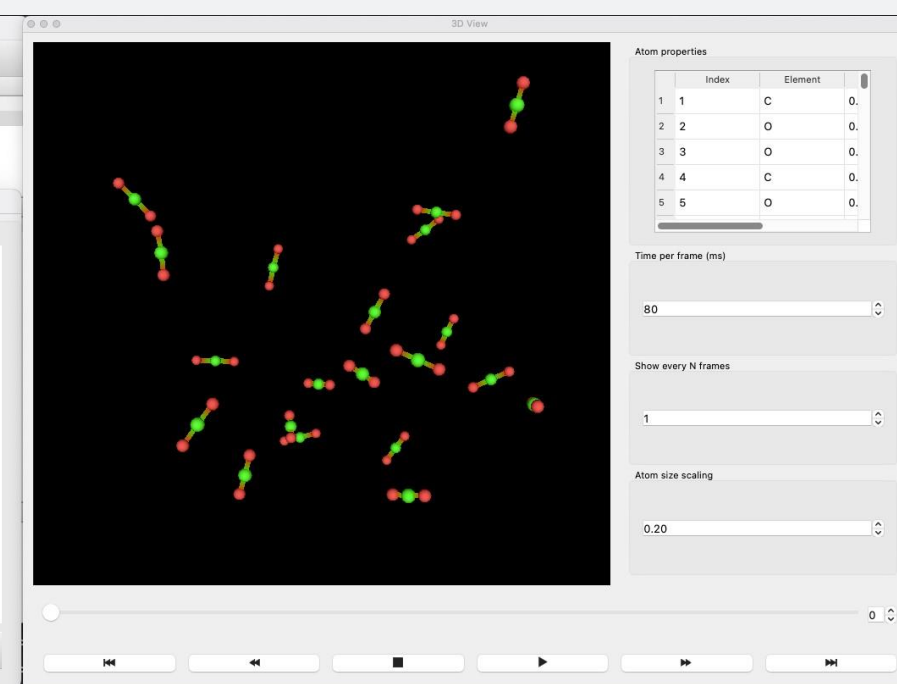 3D View
Atom properties
Index Element
1 1 C 0.
2 2 O 0.
3 3 O 0.
4 4 C 0.
5 5 O 0.
Time per frame (ms)
80
Show every N frames
1
Atom size scaling
0.20
0